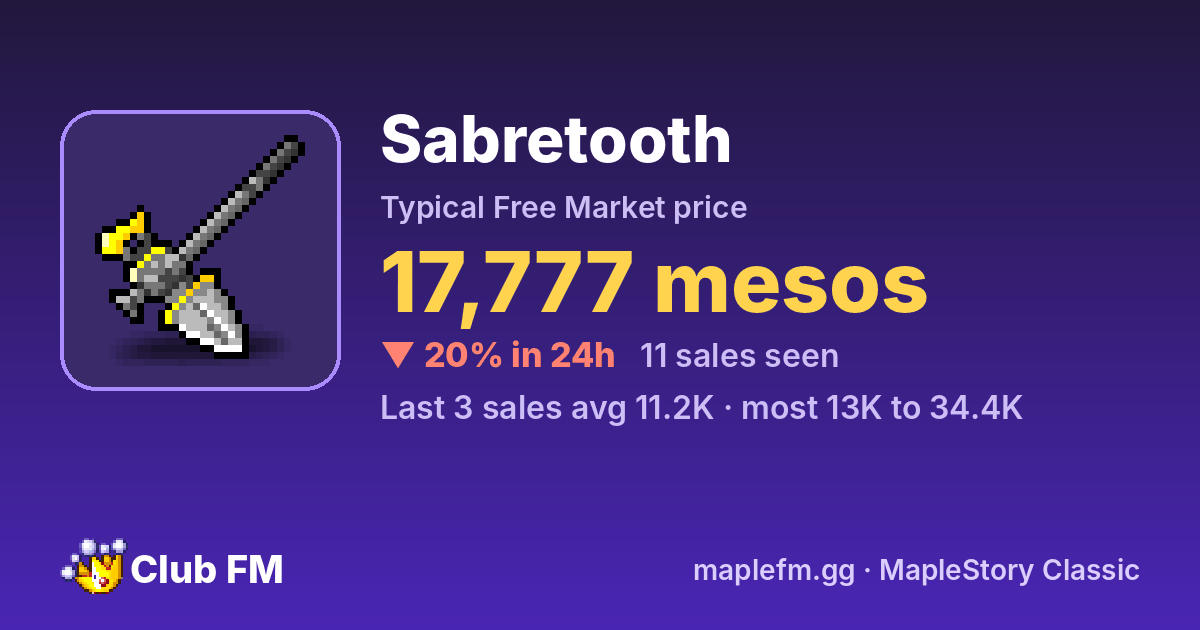 Sabretooth
Typical Free Market price
17,777 mesos
▼ 20% in 24h 11 sales seen
Last 3 sales avg 11.2K · most 13K to 34.4K
Club FM
maplefm.gg · MapleStory Classic